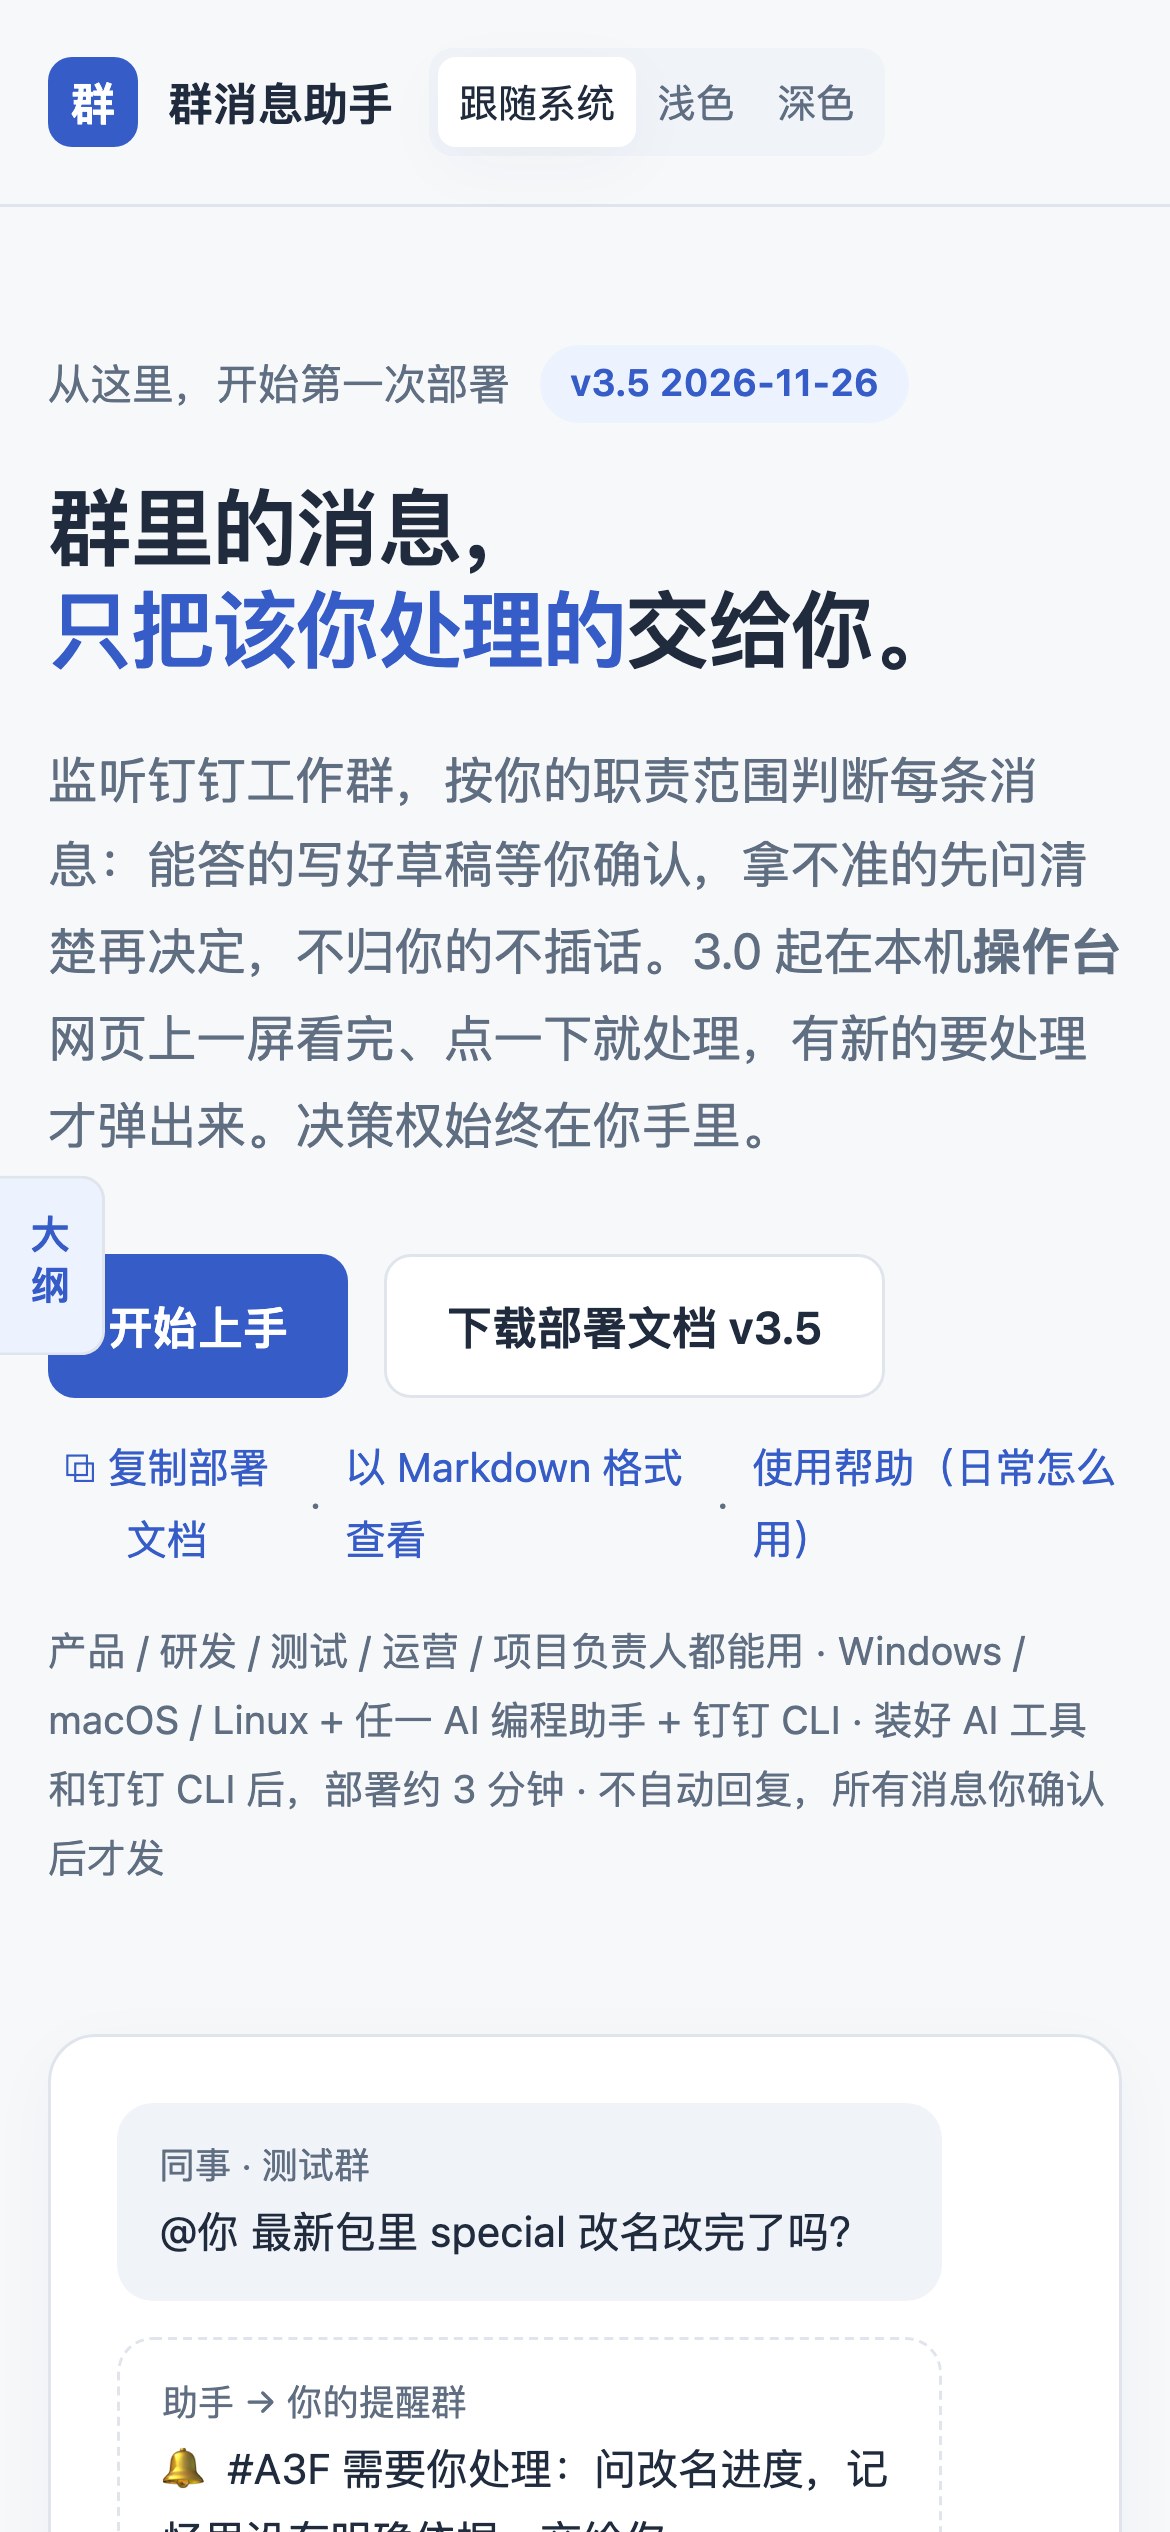 群 群消息助手 跟随系统 浅色 深色
从这里，开始第一次部署 v3.5 2026-11-26
群里的消息，
只把该你处理的交给你。
监听钉钉工作群，按你的职责范围判断每条消
息：能答的写好草稿等你确认，拿不准的先问清
楚再决定，不归你的不插话。3.0 起在本机操作台
网页上一屏看完、点一下就处理，有新的要处理
才弹出来。决策权始终在你手里。
大
纲
开始上手 下载部署文档 v3.5
复制部署 · 以 Markdown 格式 · 使用帮助（日常怎么
文档 查看 用）
产品 / 研发 / 测试 / 运营 / 项目负责人都能用 · Windows /
macOS / Linux + 任一 AI 编程助手 + 钉钉 CLI · 装好 AI 工具
和钉钉 CLI 后，部署约 3 分钟 · 不自动回复，所有消息你确认
后才发
同事 · 测试群
@你 最新包里 special 改名改完了吗？
助手 → 你的提醒群
🔔 #A3F 需要你处理：问改名进度，记
忆里没有明确依据，交给你